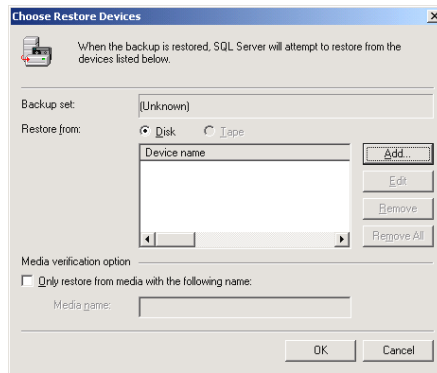 Choose Restore Devices
When the backup is restored, SQL Server will attempt to restore from the
devices listed below.
Backup set:
(Unknown)
Restore from:
Disk
Tape
Device name
Add...
Edit
Remove
Remove All
Media verification option
Only restore from media with the following name:
Media name:
OK
Cancel